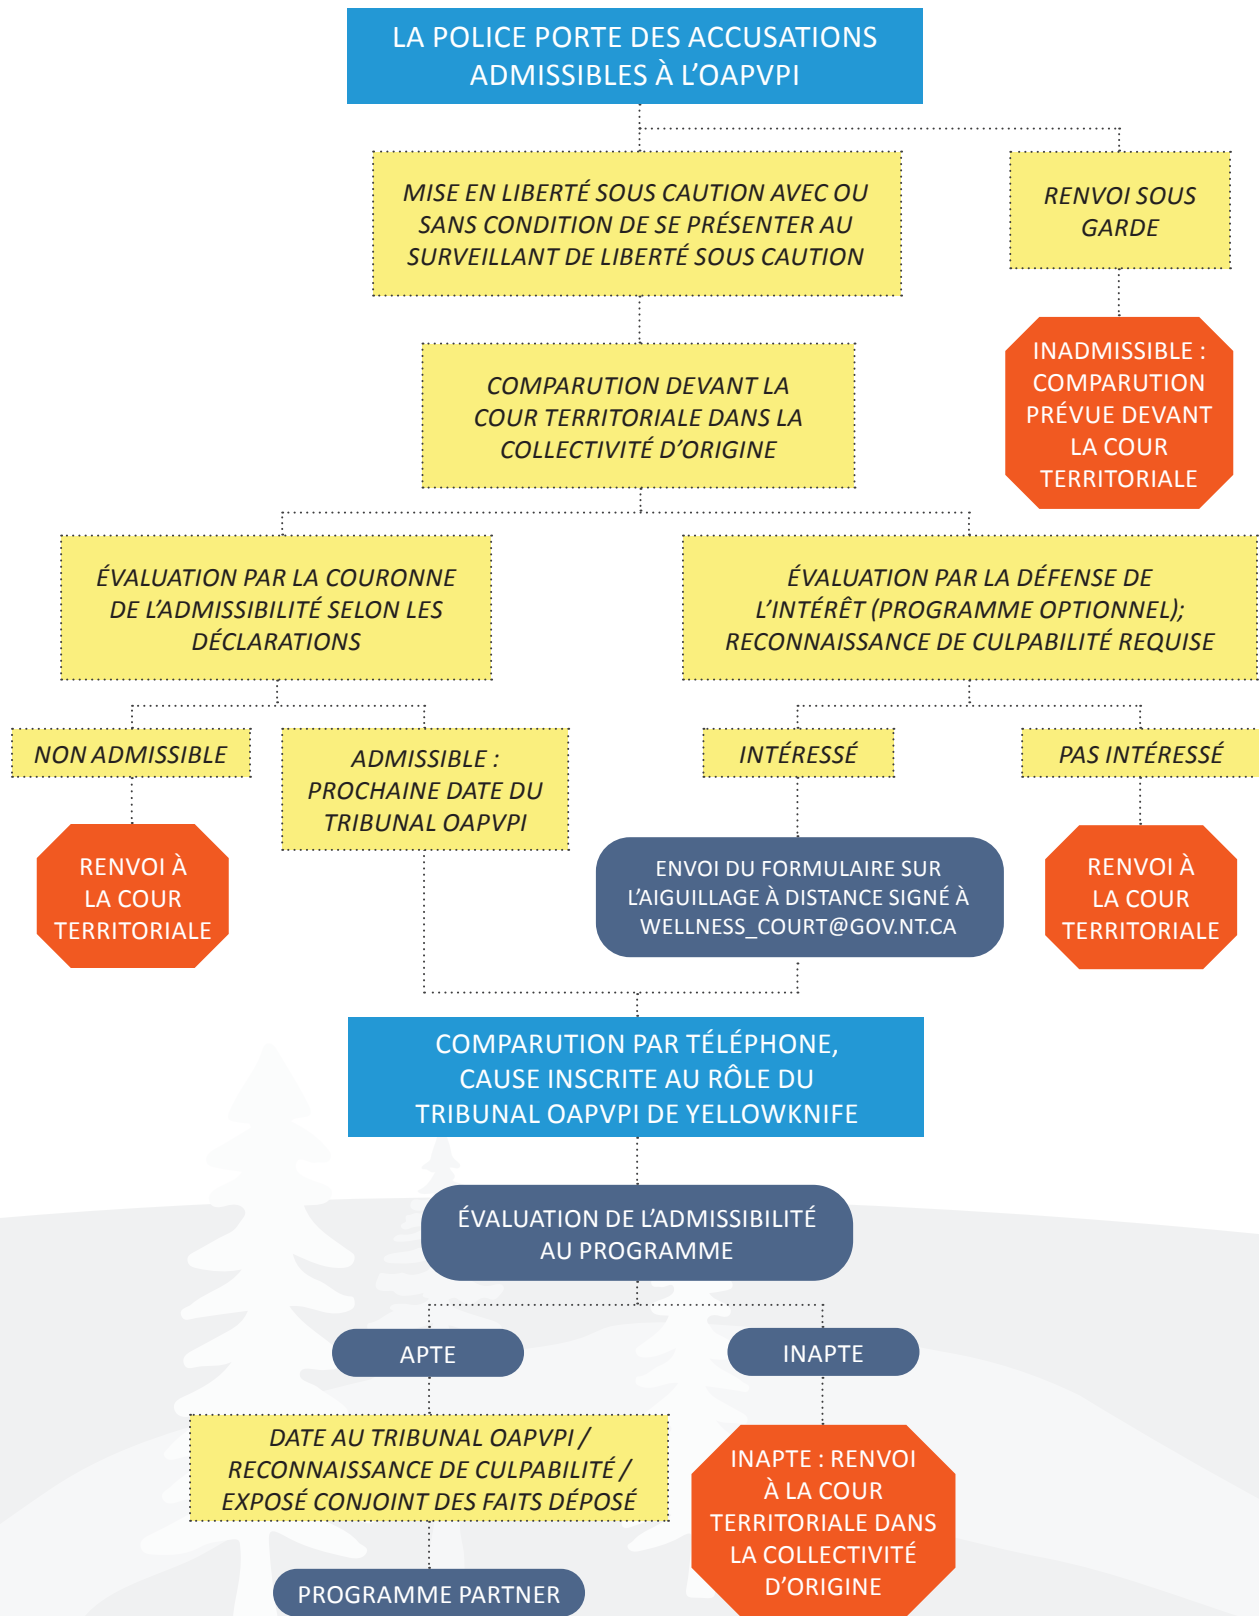 LA POLICE PORTE DES ACCUSATIONS
ADMISSIBLES À L’OAPVPI
MISE EN LIBERTÉ SOUS CAUTION AVEC OU
SANS CONDITION DE SE PRÉSENTER AU
SURVEILLANT DE LIBERTÉ SOUS CAUTION
RENVOI SOUS
GARDE
INADMISSIBLE :
COMPARUTION
PRÉVUE DEVANT
LA COUR
TERRITORIALE
COMPARUTION DEVANT LA
COUR TERRITORIALE DANS LA
COLLECTIVITÉ D’ORIGINE
ÉVALUATION PAR LA COURONNE
DE L’ADMISSIBILITÉ SELON LES
DÉCLARATIONS
ÉVALUATION PAR LA DÉFENSE DE
L’INTÉRÊT (PROGRAMME OPTIONNEL);
RECONNAISSANCE DE CULPABILITÉ REQUISE
NON ADMISSIBLE
ADMISSIBLE :
PROCHAINE DATE DU
TRIBUNAL OAPVPI
INTÉRESSÉ
PAS INTÉRESSÉ
RENVOI À
LA COUR
TERRITORIALE
ENVOI DU FORMULAIRE SUR
L’AIGUILLAGE À DISTANCE SIGNÉ À
WELLNESS_COURT@GOV.NT.CA
RENVOI À
LA COUR
TERRITORIALE
COMPARUTION PAR TÉLÉPHONE,
CAUSE INSCRITE AU RÔLE DU
TRIBUNAL OAPVPI DE YELLOWKNIFE
ÉVALUATION DE L’ADMISSIBILITÉ
AU PROGRAMME
APTE
INAPTE
DATE AU TRIBUNAL OAPVPI /
RECONNAISSANCE DE CULPABILITÉ /
EXPOSÉ CONJOINT DES FAITS DÉPOSÉ
INAPTE : RENVOI
À LA COUR
TERRITORIALE DANS
LA COLLECTIVITÉ
D’ORIGINE
PROGRAMME PARTNER